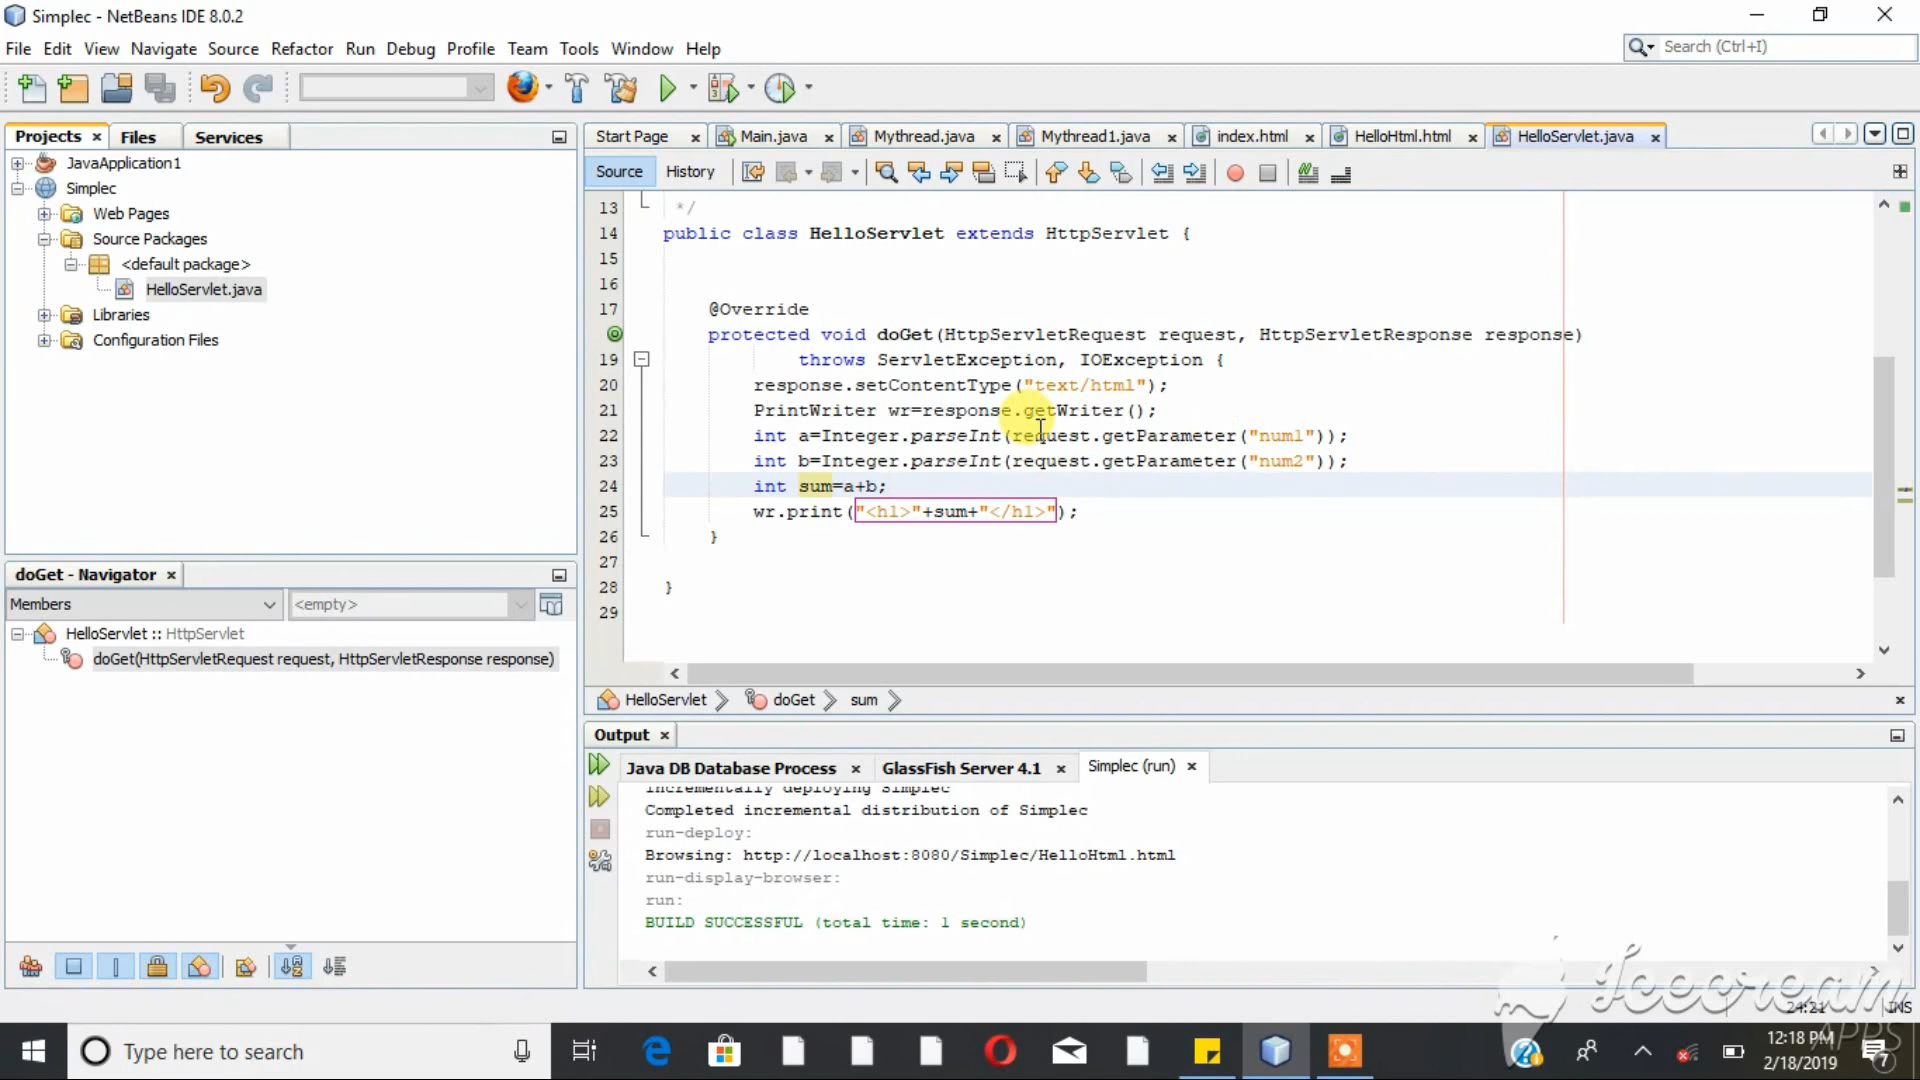 Simplec - NetBeans IDE 8.0.2
File Edit View Navigate Source Refactor Run Debug Profile Team Tools Window Help
Search (Ctrl+I)
Projects Files Services
JavaApplication1
Simplec
Web Pages
Source Packages
<default package>
HelloServlet.java
Libraries
Configuration Files
doGet - Navigator
Members
<empty>
HelloServlet :: HttpServlet
doGet(HttpServletRequest request, HttpServletResponse response)
Start Page Main.java Mythread.java Mythread1.java index.html HelloHtml.html HelloServlet.java
Source History
13 */
14 public class HelloServlet extends HttpServlet {
15
16
17 @Override
protected void doGet(HttpServletRequest request, HttpServletResponse response)
19 throws ServletException, IOException {
20 response.setContentType("text/html");
21 PrintWriter wr=response.getWriter();
22 int a=Integer.parseInt(request.getParameter("num1"));
23 int b=Integer.parseInt(request.getParameter("num2"));
24 int sum=a+b;
25 wr.print("<h1>"+sum+"</h1>");
26 }
27
28 }
29
HelloServlet doGet sum
Output
Java DB Database Process GlassFish Server 4.1 Simplec (run)
Incrementally deploying Simplec
Completed incremental distribution of Simplec
run-deploy:
Browsing: http://localhost:8080/Simplec/HelloHtml.html
run-display-browser:
run:
BUILD SUCCESSFUL (total time: 1 second)
Icecream
APPS
24:21 INS
Type here to search
12:18 PM
2/18/2019
7